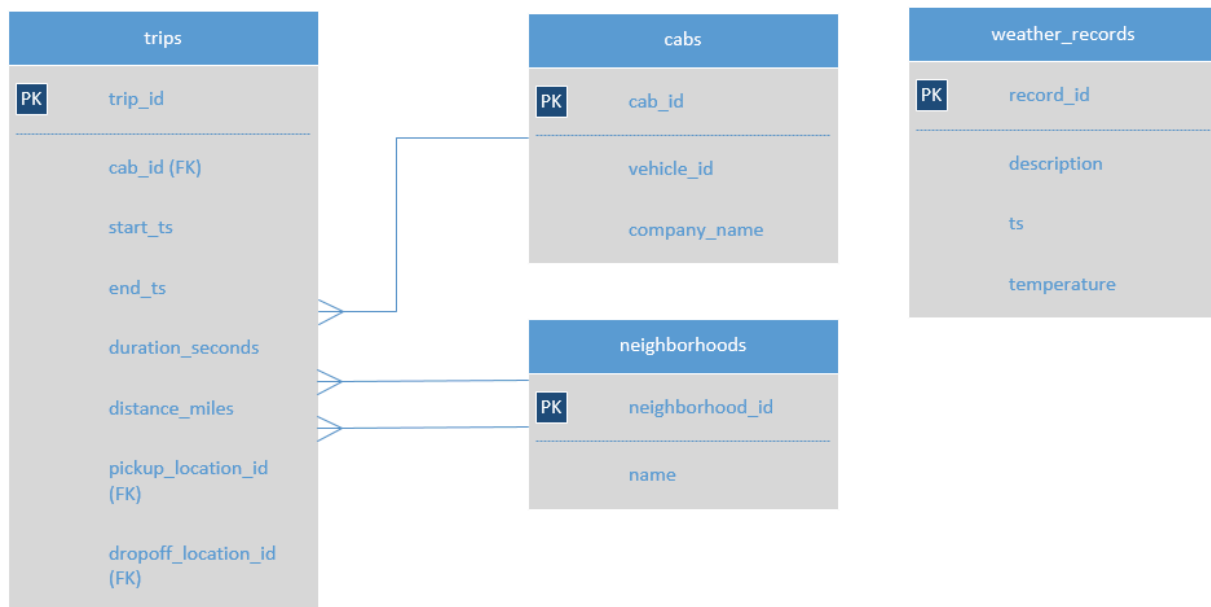 trips
PK
trip_id
cab_id (FK)
start_ts
end_ts
duration_seconds
distance_miles
pickup_location_id
(FK)
dropoff_location_id
(FK)
cabs
PK
cab_id
vehicle_id
company_name
neighborhoods
PK
neighborhood_id
name
weather_records
PK
record_id
description
ts
temperature